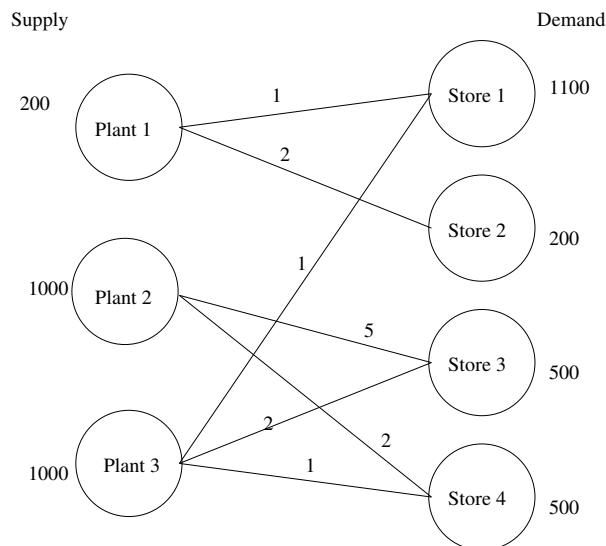 Supply
Demand
200
Plant 1
1
Store 1
1100
2
Store 2
200
1
1000
Plant 2
5
Store 3
500
2
2
1000
Plant 3
1
Store 4
500